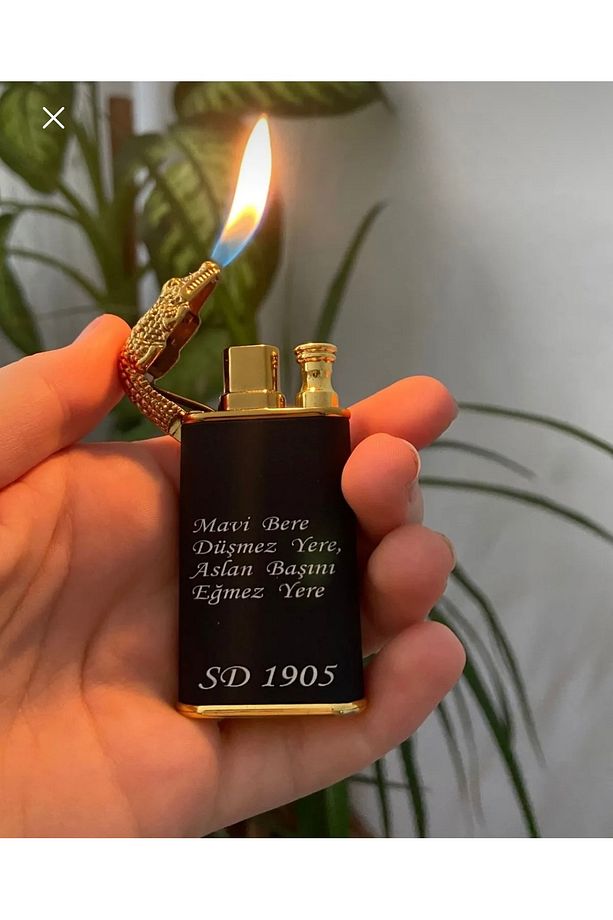 Mavi Bere
Düşmez Yere,
Aslan Başını
Eğmez Yere
SD 1905